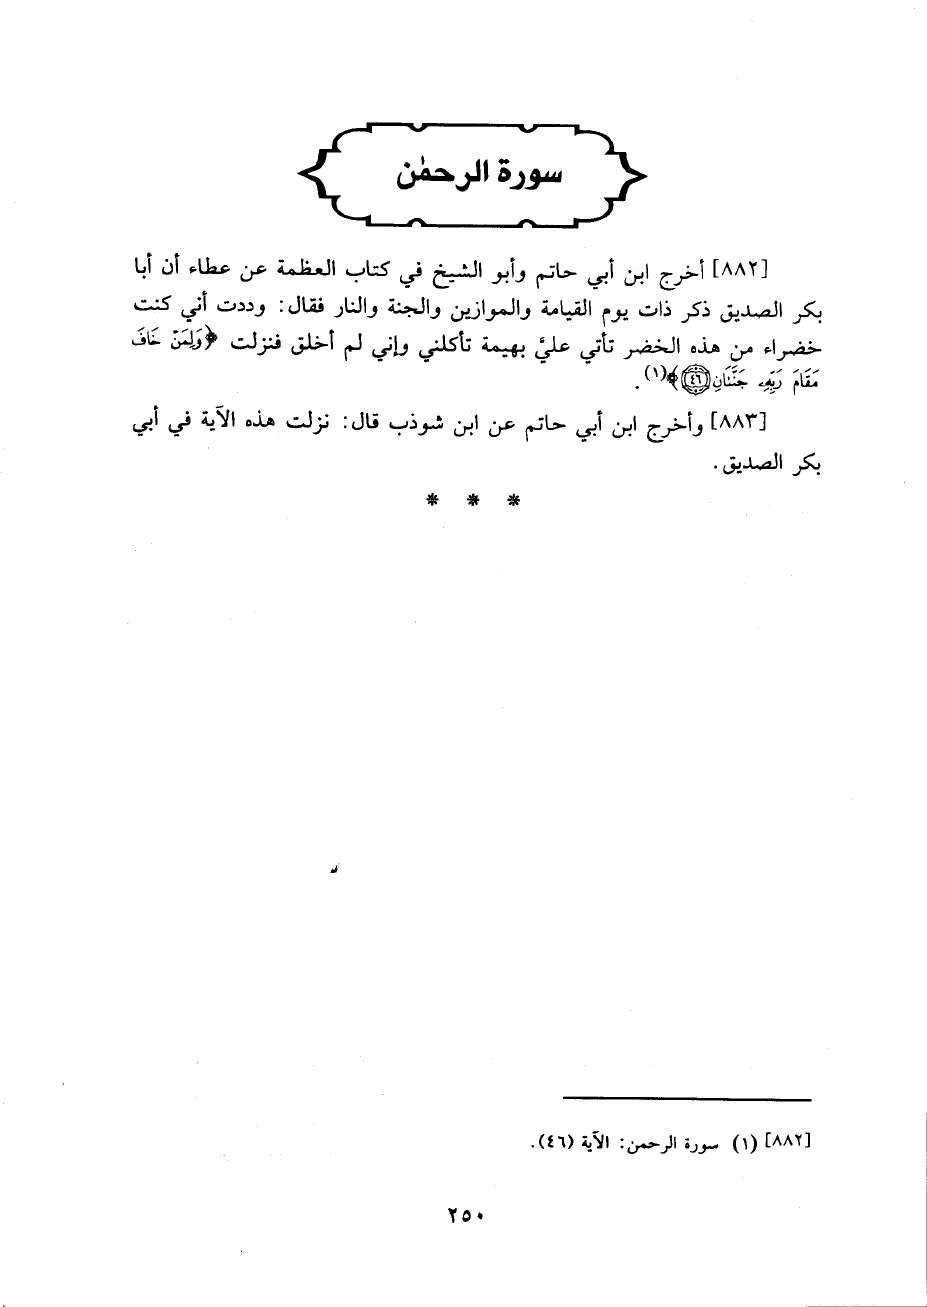 سورة الرحمٰن
[٨٨٢] أخرج ابن أبي حاتم وأبو الشيخ في كتاب العظمة عن عطاء أن أبا
بكر الصديق ذكر ذات يوم القيامة والموازين والجنة والنار فقال: وددت أني كنت
خضراء من هذه الخضر تأتي عليَّ بهيمة تأكلني وإني لم أخلق فنزلت ﴿وَلِمَنْ خَافَ
مَقَامَ رَبِّهِۦ جَنَّتَانِ ٤٦﴾(١).
[٨٨٣] وأخرج ابن أبي حاتم عن ابن شوذب قال: نزلت هذه الآية في أبي
بكر الصديق.
* * *
[٨٨٢] (١) سورة الرحمن: الآية (٤٦).
٢٥٠